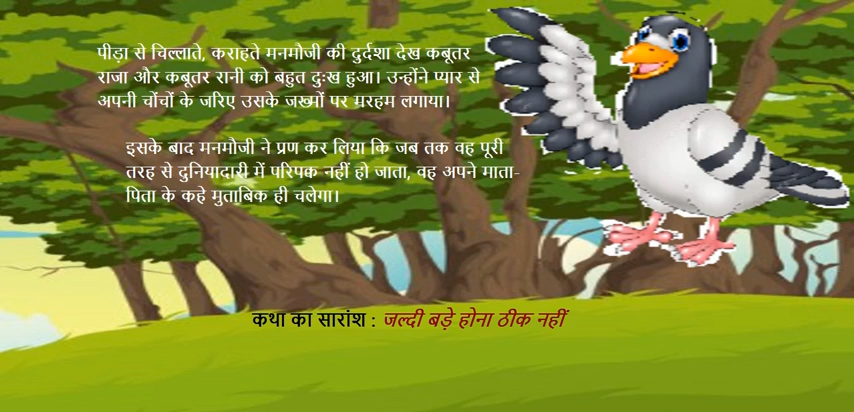 पीड़ा से चिल्लाते, कराहते मनमौजी की दुर्दशा देख कबूतर
राजा और कबूतर रानी को बहुत दुःख हुआ। उन्होंने प्यार से
अपनी चोंचों के जरिए उसके जख्मों पर मरहम लगाया।
इसके बाद मनमौजी ने प्रण कर लिया कि जब तक वह पूरी
तरह से दुनियादारी में परिपक नहीं हो जाता, वह अपने माता-
पिता के कहे मुताबिक ही चलेगा।
कथा का सारांश : जल्दी बड़े होना ठीक नहीं